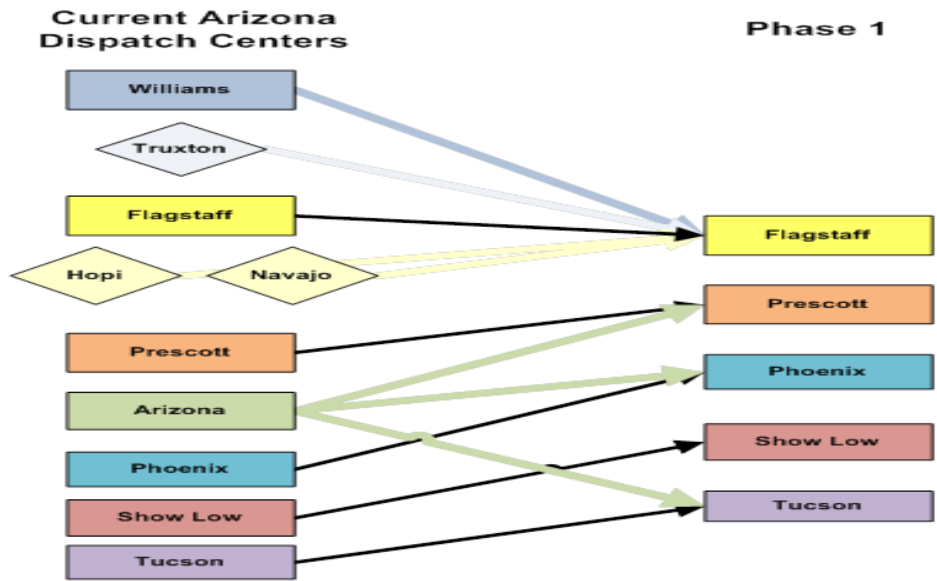 Current Arizona
Dispatch Centers
Phase 1
Williams
Truxton
Flagstaff
Hopi
Navajo
Prescott
Arizona
Phoenix
Show Low
Tucson
Flagstaff
Prescott
Phoenix
Show Low
Tucson